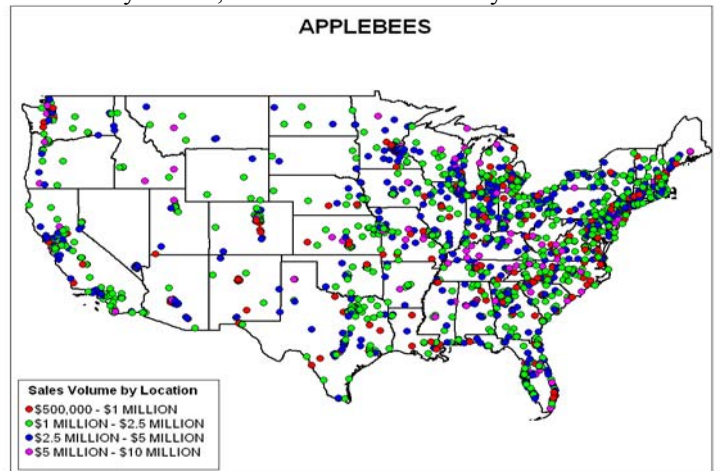 APPLEBEES
Sales Volume by Location
$500,000 - $1 MILLION
$1 MILLION - $2.5 MILLION
$2.5 MILLION - $5 MILLION
$5 MILLION - $10 MILLION